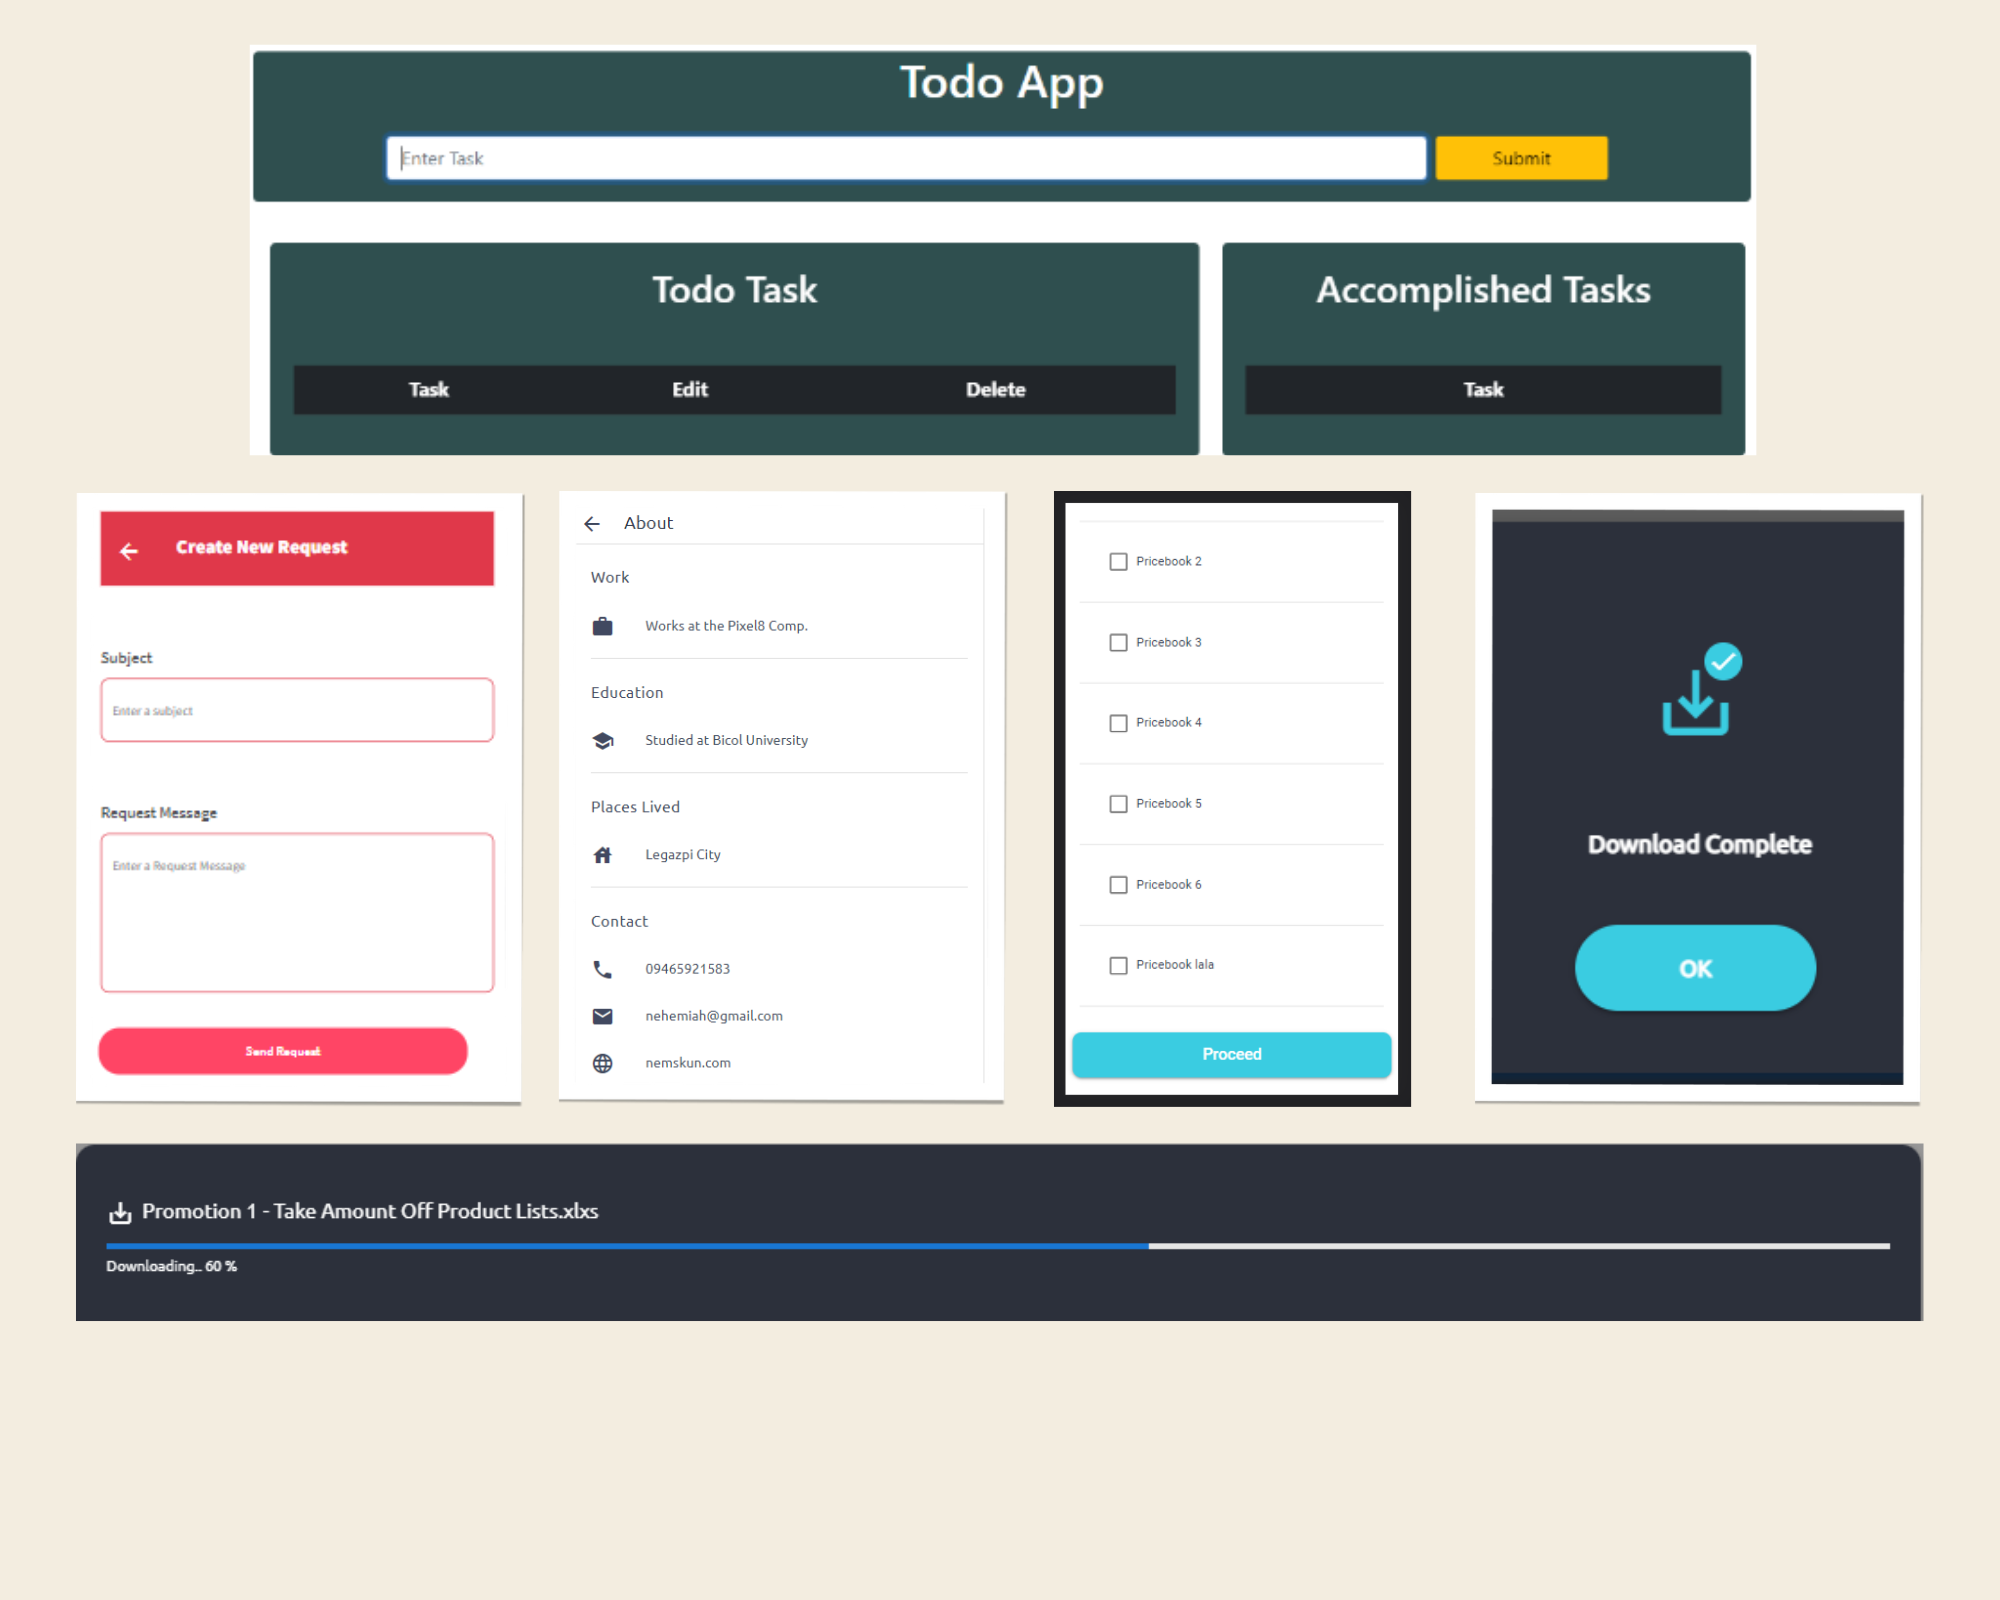 Todo App
Enter Task
Submit
Todo Task
Task Edit Delete
Accomplished Tasks
Task
Create New Request
Subject
Enter a subject
Request Message
Enter a Request Message
Send Request
About
Work
Works at the Pixel8 Comp.
Education
Studied at Bicol University
Places Lived
Legazpi City
Contact
09465921583
nehemiah@gmail.com
nemskun.com
Pricebook 2
Pricebook 3
Pricebook 4
Pricebook 5
Pricebook 6
Pricebook lala
Proceed
Download Complete
OK
Promotion 1 - Take Amount Off Product Lists.xlxs
Downloading.. 60 %